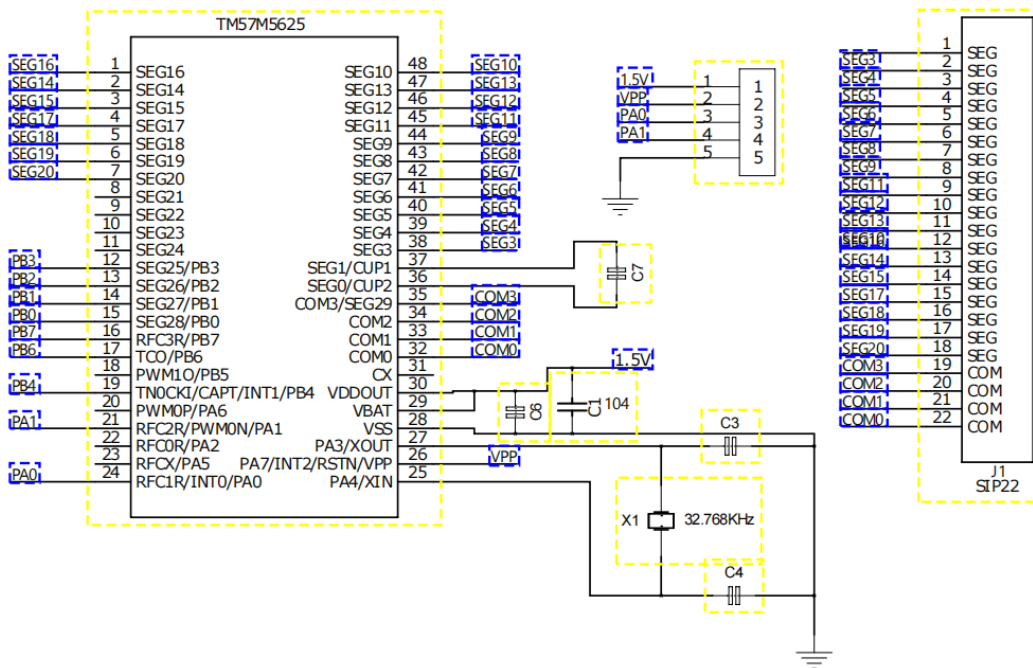 TM57M5625
SEG16 1 SEG16 SEG10 48 SEG10
SEG14 2 SEG14 SEG13 47 SEG13
SEG15 3 SEG15 SEG12 46 SEG12
SEG17 4 SEG17 SEG11 45 SEG11
SEG18 5 SEG18 SEG9 44 SEG9
SEG19 6 SEG19 SEG8 43 SEG8
SEG20 7 SEG20 SEG7 42 SEG7
8 SEG21 SEG6 41 SEG6
9 SEG22 SEG5 40 SEG5
10 SEG23 SEG4 39 SEG4
11 SEG24 SEG3 38 SEG3
PB3 12 SEG25/PB3 SEG1/CUP1 37
PB2 13 SEG26/PB2 SEG0/CUP2 36
PB1 14 SEG27/PB1 COM3/SEG29 35 COM3
PB0 15 SEG28/PB0 COM2 34 COM2
PB7 16 RFC3R/PB7 COM1 33 COM1
PB6 17 TCO/PB6 COM0 32 COM0
18 PWM1O/PB5 CX 31
PB4 19 TN0CKI/CAPT/INT1/PB4 VDDOUT 30
20 PWM0P/PA6 VBAT 29
PA1 21 RFC2R/PWM0N/PA1 VSS 28
22 RFC0R/PA2 PA3/XOUT 27
23 RFCX/PA5 PA7/INT2/RSTN/VPP 26 VPP
PA0 24 RFC1R/INT0/PA0 PA4/XIN 25
1.5V 1 1
VPP 2 2
PA0 3 3
PA1 4 4
5 5
C7
1.5V
C6
C1 104
C3
X1 32.768KHz
C4
1 SEG
SEG3 2 SEG
SEG4 3 SEG
SEG5 4 SEG
SEG6 5 SEG
SEG7 6 SEG
SEG8 7 SEG
SEG9 8 SEG
SEG11 9 SEG
SEG12 10 SEG
SEG13 11 SEG
12 SEG
SEG14 13 SEG
SEG15 14 SEG
SEG17 15 SEG
SEG18 16 SEG
SEG19 17 SEG
SEG20 18 SEG
COM3 19 COM
COM2 20 COM
COM1 21 COM
COM0 22 COM
J1
SIP22